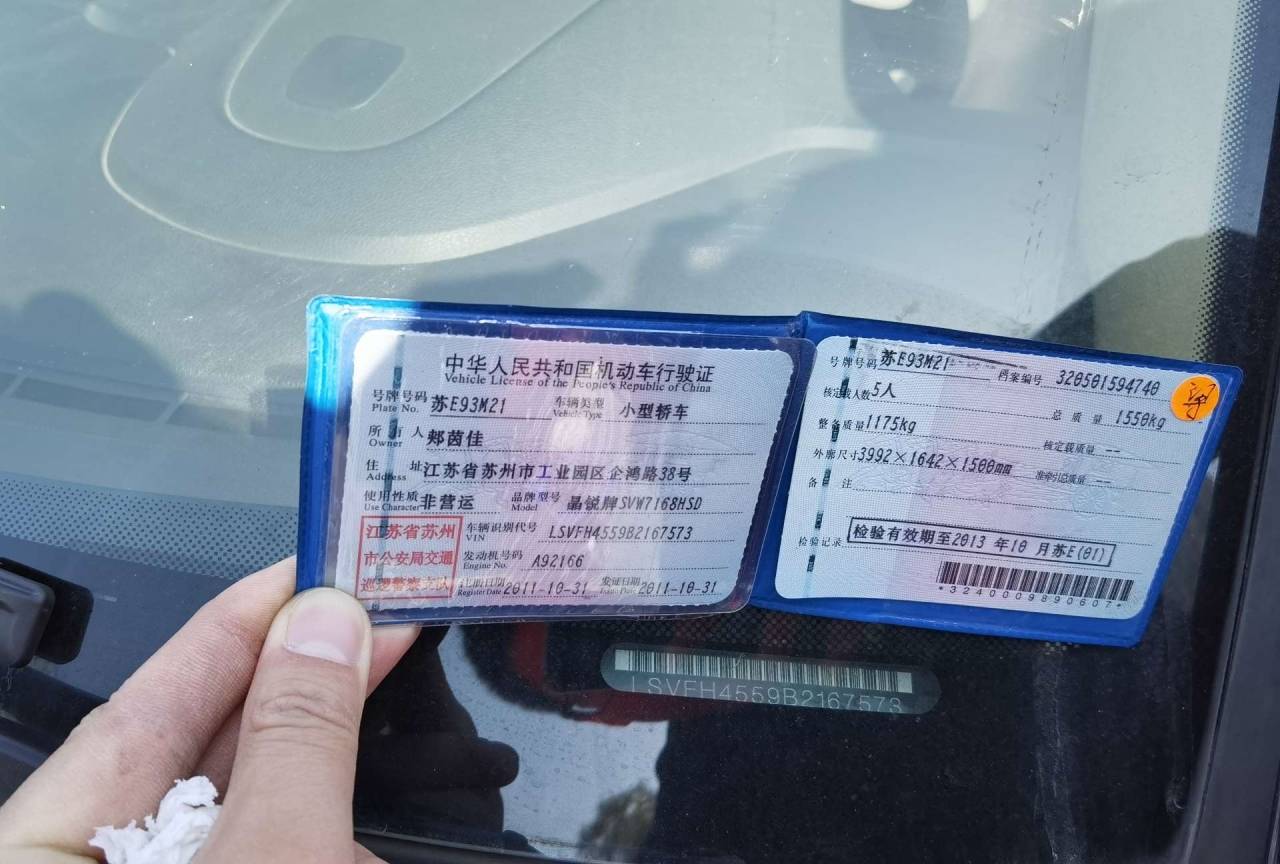 中华人民共和国机动车行驶证
Vehicle License of the People's Republic of China
号牌号码 苏E93M21 车辆类型 小型轿车
Plate No. Vehicle Type
所有人 郏茵佳
Owner
住址 江苏省苏州市工业园区企鸿路38号
Address
使用性质 非营运 品牌型号 晶锐牌SVW7168HSD
Use Character Model
江苏省苏州
市公安局交通
巡逻警察支队
车辆识别代号 LSVFH4559B2167573
VIN
发动机号码 A92166
Engine No.
注册日期 2011-10-31 发证日期 2011-10-31
Register Date Issue Date
号牌号码 苏E93M21 档案编号 320501594740
核定载人数 5人 总质量 1550kg
整备质量 1175kg 核定载质量 --
外廓尺寸 3992×1642×1500mm 准牵引总质量 --
备注
检验记录 检验有效期至2013年10月苏E(01)
*3240009890607*
LSVFH4559B2167573